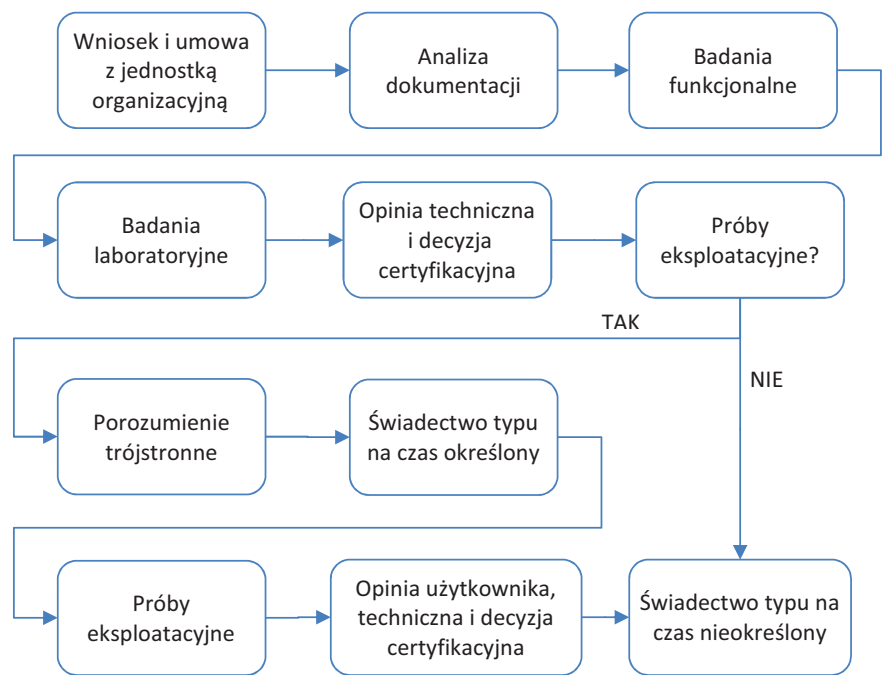 Wniosek i umowa
z jednostką
organizacyjną
Analiza
dokumentacji
Badania
funkcjonalne
Badania
laboratoryjne
Opinia techniczna
i decyzja
certyfikacyjna
Próby
eksploatacyjne?
TAK
NIE
Porozumienie
trójstronne
Świadectwo typu
na czas określony
Próby
eksploatacyjne
Opinia użytkownika,
techniczna i decyzja
certyfikacyjna
Świadectwo typu na
czas nieokreślony